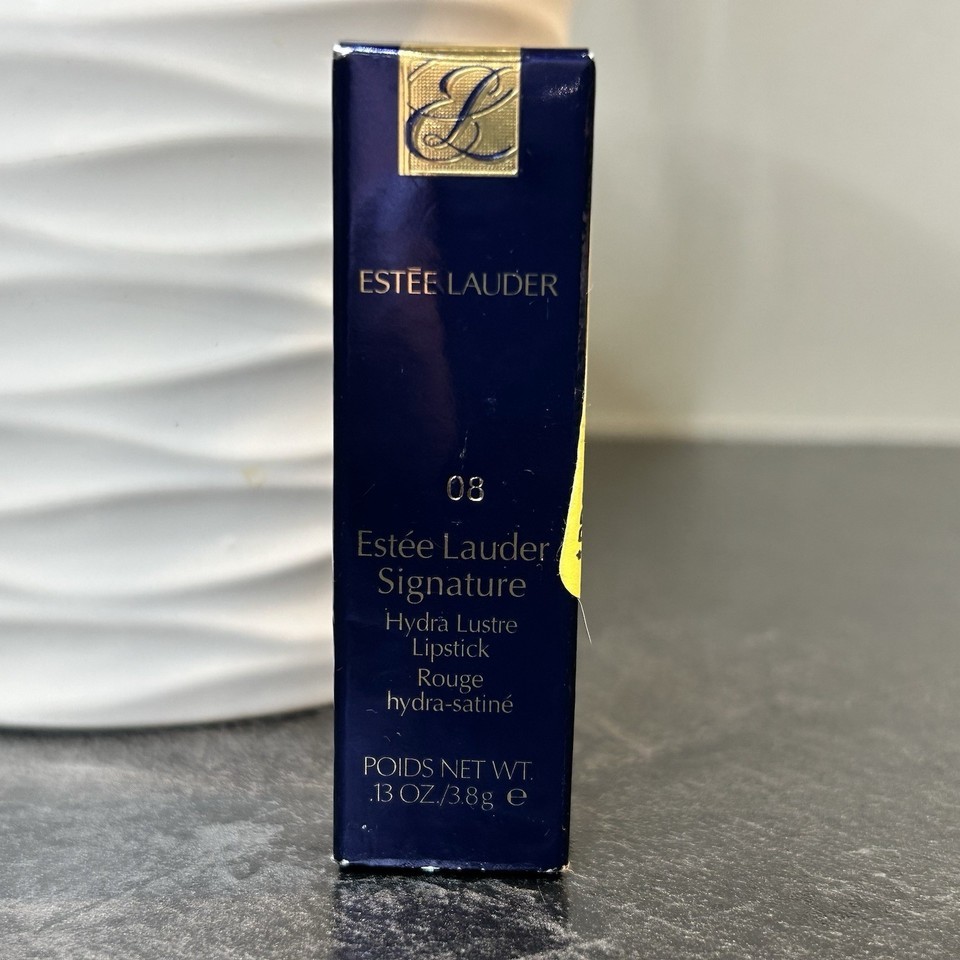 EL
ESTĒE LAUDER
08
Estée Lauder
Signature
Hydra Lustre
Lipstick
Rouge
hydra-satiné
POIDS NET WT.
.13 OZ./3.8g ℮